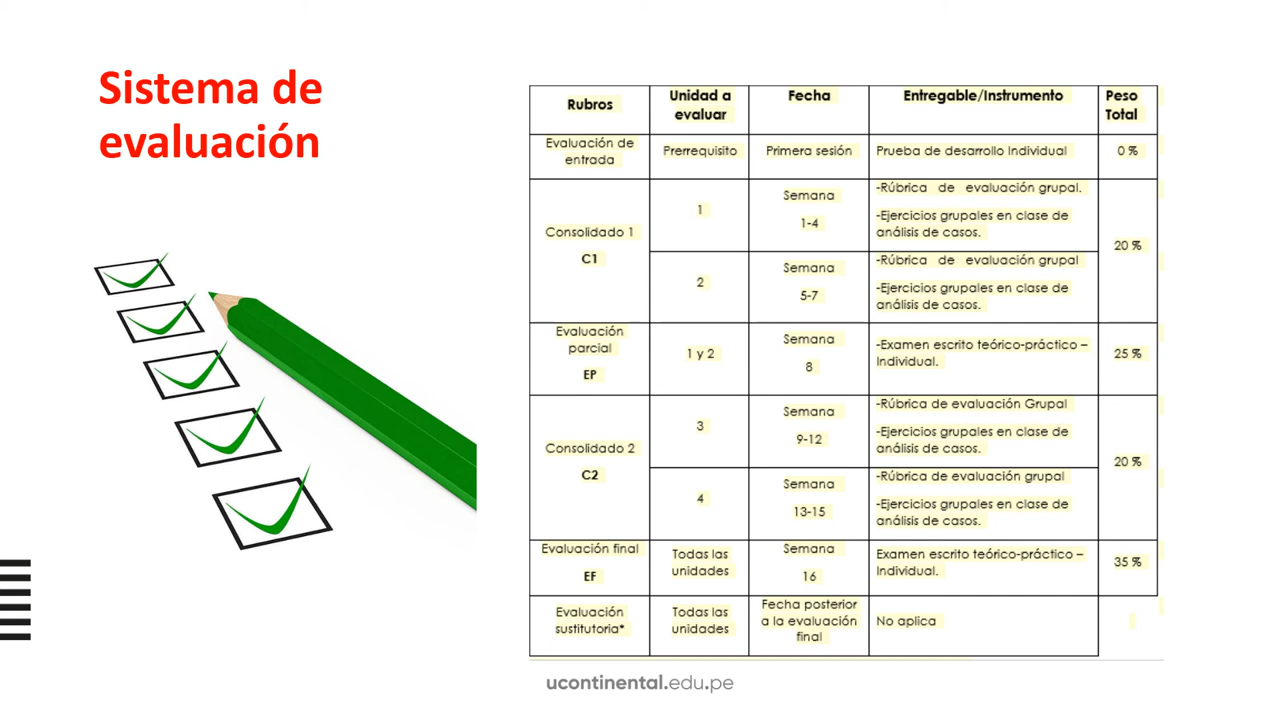 Sistema de
evaluación
Rubros
Unidad a
evaluar
Fecha
Entregable/Instrumento
Peso
Total
Evaluación de
entrada
Prerrequisito
Primera sesión
Prueba de desarrollo Individual
0 %
Consolidado 1
C1
1
Semana
1-4
-Rúbrica de evaluación grupal.
-Ejercicios grupales en clase de
análisis de casos.
20 %
2
Semana
5-7
-Rúbrica de evaluación grupal
-Ejercicios grupales en clase de
análisis de casos.
Evaluación
parcial
EP
1 y 2
Semana
8
-Examen escrito teórico-práctico –
Individual.
25 %
Consolidado 2
C2
3
Semana
9-12
-Rúbrica de evaluación Grupal
-Ejercicios grupales en clase de
análisis de casos.
20 %
4
Semana
13-15
-Rúbrica de evaluación grupal
-Ejercicios grupales en clase de
análisis de casos.
Evaluación final
EF
Todas las
unidades
Semana
16
Examen escrito teórico-práctico –
Individual.
35 %
Evaluación
sustitutoria*
Todas las
unidades
Fecha posterior
a la evaluación
final
No aplica
ucontinental.edu.pe